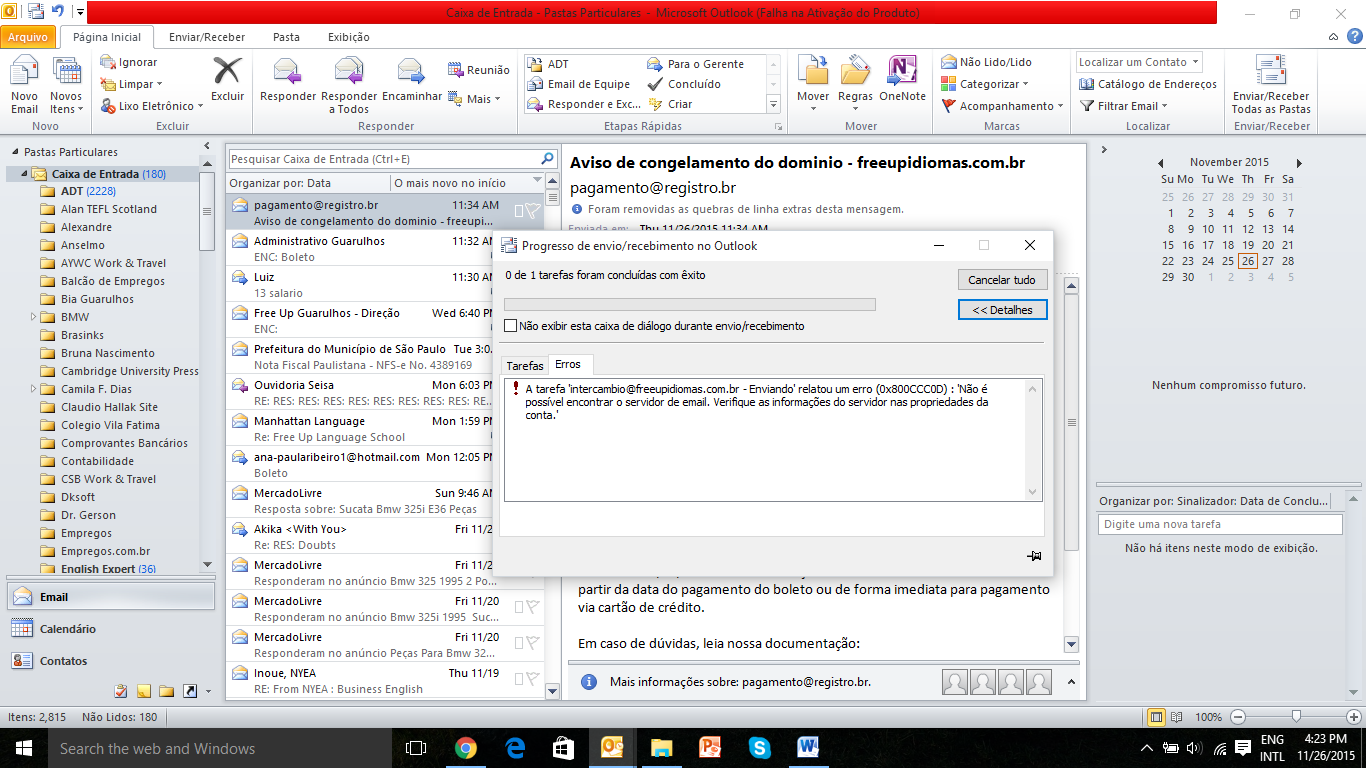 Caixa de Entrada - Pastas Particulares - Microsoft Outlook (Falha na Ativação do Produto)
Arquivo Página Inicial Enviar/Receber Pasta Exibição
Novo Email
Novos Itens
Novo
Ignorar
Limpar
Lixo Eletrônico
Excluir
Excluir
Responder
Responder a Todos
Encaminhar
Reunião
Mais
Responder
ADT
Email de Equipe
Responder e Exc...
Para o Gerente
Concluído
Criar
Etapas Rápidas
Mover
Regras
OneNote
Mover
Não Lido/Lido
Categorizar
Acompanhamento
Marcas
Localizar um Contato
Catálogo de Endereços
Filtrar Email
Localizar
Enviar/Receber
Todas as Pastas
Enviar/Receber
Pastas Particulares
Caixa de Entrada (180)
ADT (2228)
Alan TEFL Scotland
Alexandre
Anselmo
AYWC Work & Travel
Balcão de Empregos
Bia Guarulhos
BMW
Brasinks
Bruna Nascimento
Cambridge University Press
Camila F. Dias
Claudio Hallak Site
Colegio Vila Fatima
Comprovantes Bancários
Contabilidade
CSB Work & Travel
Dksoft
Dr. Gerson
Empregos
Empregos.com.br
English Expert (36)
Email
Calendário
Contatos
Pesquisar Caixa de Entrada (Ctrl+E)
Organizar por: Data O mais novo no início
pagamento@registro.br 11:34 AM
Aviso de congelamento do dominio - freeupi...
Administrativo Guarulhos 11:32 AM
ENC: Boleto
Luiz 11:30 A
13 salario
Free Up Guarulhos - Direção Wed 6:40 P
ENC:
Prefeitura do Município de São Paulo Tue 3:0.
Nota Fiscal Paulistana - NFS-e No. 4389169
Ouvidoria Seisa Mon 6:03 P
RE: RES: RES: RES: RES: RES: RES: RES: RES:
Manhattan Language Mon 1:59 P
Re: Free Up Language School
ana-paularibeiro1@hotmail.com Mon 12:05 P
Boleto
MercadoLivre Sun 9:46 A
Resposta sobre: Sucata Bmw 325i E36 Peças
Akika <With You> Fri 11/2
Re: RES: Doubts
MercadoLivre Fri 11/2
Responderam no anúncio Bmw 325 1995 2 Po...
MercadoLivre Fri 11/20
Responderam no anúncio Bmw 325i 1995 Suc...
MercadoLivre Fri 11/20
Responderam no anúncio Peças Para Bmw 32...
Inoue, NYEA Thu 11/19
RE: From NYEA : Business English
Aviso de congelamento do dominio - freeupidiomas.com.br
pagamento@registro.br
Foram removidas as quebras de linha extras desta mensagem.
Enviada em: Thu 11/26/2015 11:34 AM
Progresso de envio/recebimento no Outlook
0 de 1 tarefas foram concluídas com êxito
Cancelar tudo
<< Detalhes
Não exibir esta caixa de diálogo durante envio/recebimento
Tarefas Erros
A tarefa 'intercambio@freeupidiomas.com.br - Enviando' relatou um erro (0x800CCC0D) : 'Não é
possível encontrar o servidor de email. Verifique as informações do servidor nas propriedades da
conta.'
partir da data do pagamento do boleto ou de forma imediata para pagamento
via cartão de crédito.
Em caso de dúvidas, leia nossa documentação:
Mais informações sobre: pagamento@registro.br.
November 2015
Su Mo Tu We Th Fr Sa
25 26 27 28 29 30 31
1 2 3 4 5 6 7
8 9 10 11 12 13 14
15 16 17 18 19 20 21
22 23 24 25 26 27 28
29 30 1 2 3 4 5
Nenhum compromisso futuro.
Organizar por: Sinalizador: Data de Conclu...
Digite uma nova tarefa
Não há itens neste modo de exibição.
Itens: 2,815 Não Lidos: 180
100%
Search the web and Windows
ENG
INTL
4:23 PM
11/26/2015